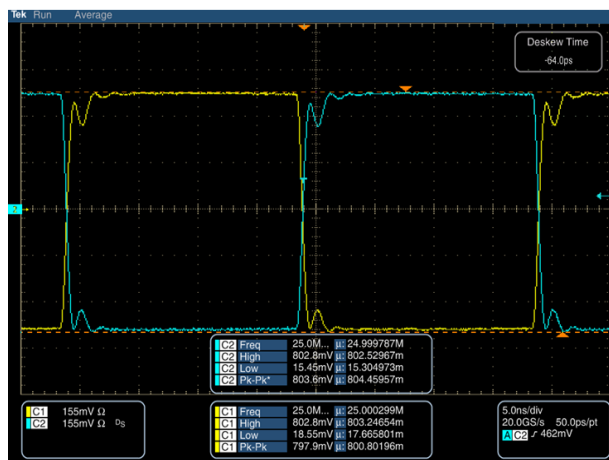 Tek Run Average
Deskew Time
-64.0ps
2
C2 Freq 25.0M... µ: 24.999787M
C2 High 802.8mV µ: 802.52967m
C2 Low 15.45mV µ: 15.304973m
C2 Pk-Pk* 803.6mV µ: 804.45957m
C1 155mV Ω
C2 155mV Ω DS
C1 Freq 25.0M... µ: 25.000299M
C1 High 802.8mV µ: 803.24654m
C1 Low 18.55mV µ: 17.665801m
C1 Pk-Pk 797.9mV µ: 800.80196m
5.0ns/div
20.0GS/s 50.0ps/pt
A C2 462mV